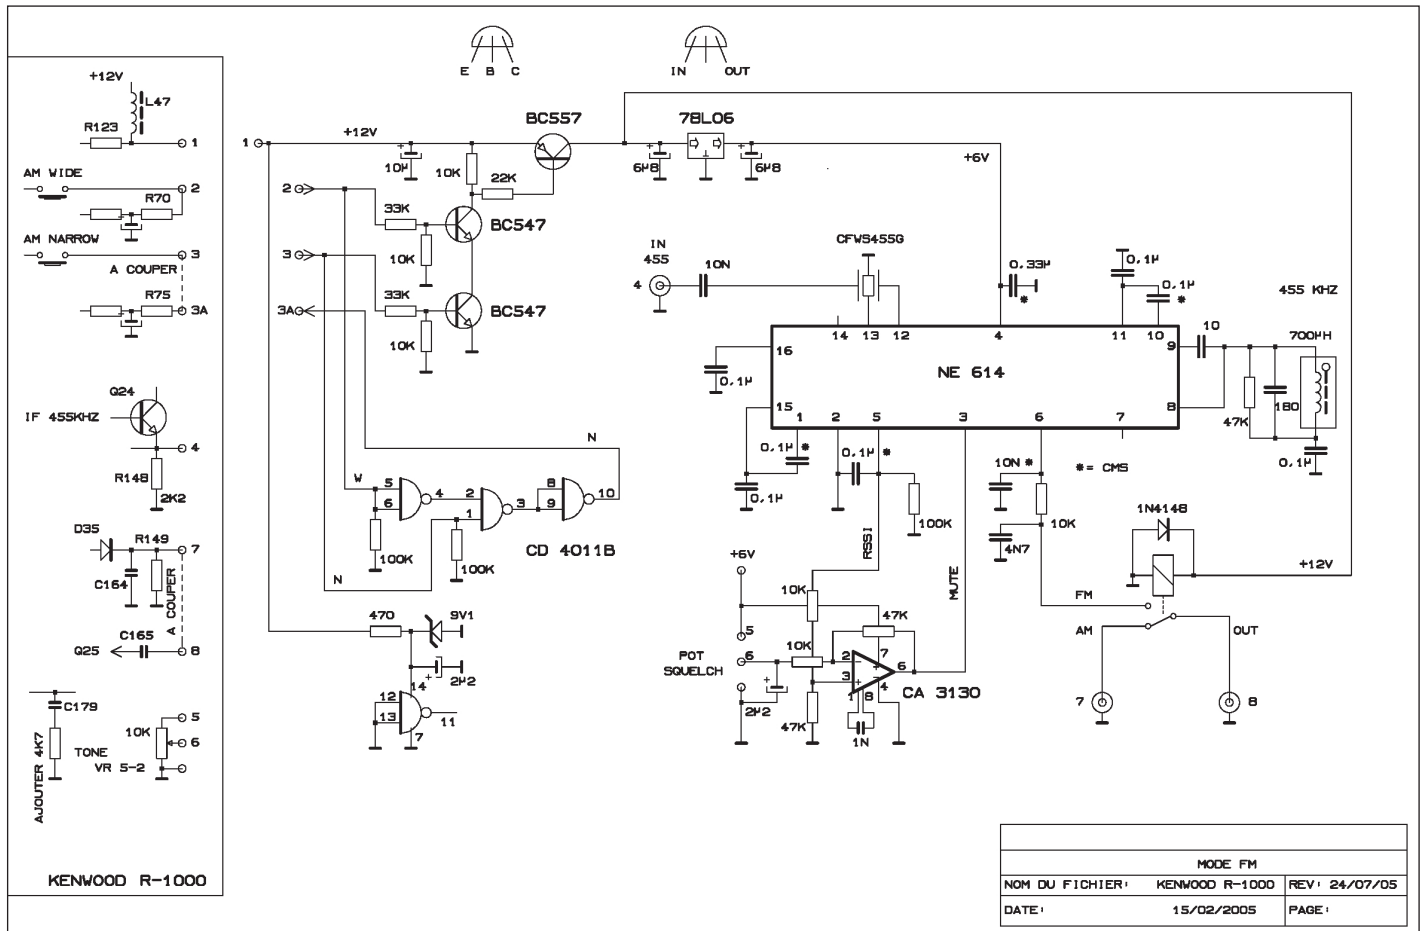 E B C
IN OUT
+12V
L47
R123
1
AM WIDE
2
R70
AM NARROW
3
A COUPER
R75
3A
Q24
IF 455KHZ
4
R148
2K2
D35
R149
7
C164
A COUPER
C165
Q25
8
C179
AJOUTER 4K7
10K
5
6
TONE
VR 5-2
KENWOOD R-1000
1
+12V
10µ
10K
BC557
22K
78L06
6µ8
6µ8
+6V
2
33K
BC547
10K
3
33K
BC547
3A
10K
IN
455
4
10N
CFWS455G
0,33µ
*
0,1µ
0,1µ
*
455 KHZ
700µH
14
13
12
4
11
10
16
NE 614
9
10
0,1µ
15
1
2
5
3
6
7
8
47K
180
0,1µ
0,1µ *
0,1µ *
0,1µ
10N *
*= CMS
10K
4N7
100K
RSSI
MUTE
N
W
5
6
4
2
1
3
8
9
10
100K
100K
CD 4011B
N
470
9V1
14
2µ2
12
13
11
7
+6V
5
6
POT
SQUELCH
2µ2
10K
10K
47K
47K
2
3
7
6
4
1
8
1N
CA 3130
1N4148
+12V
FM
AM
OUT
7
8
MODE FM
NOM DU FICHIER: KENWOOD R-1000 REV: 24/07/05
DATE: 15/02/2005 PAGE: